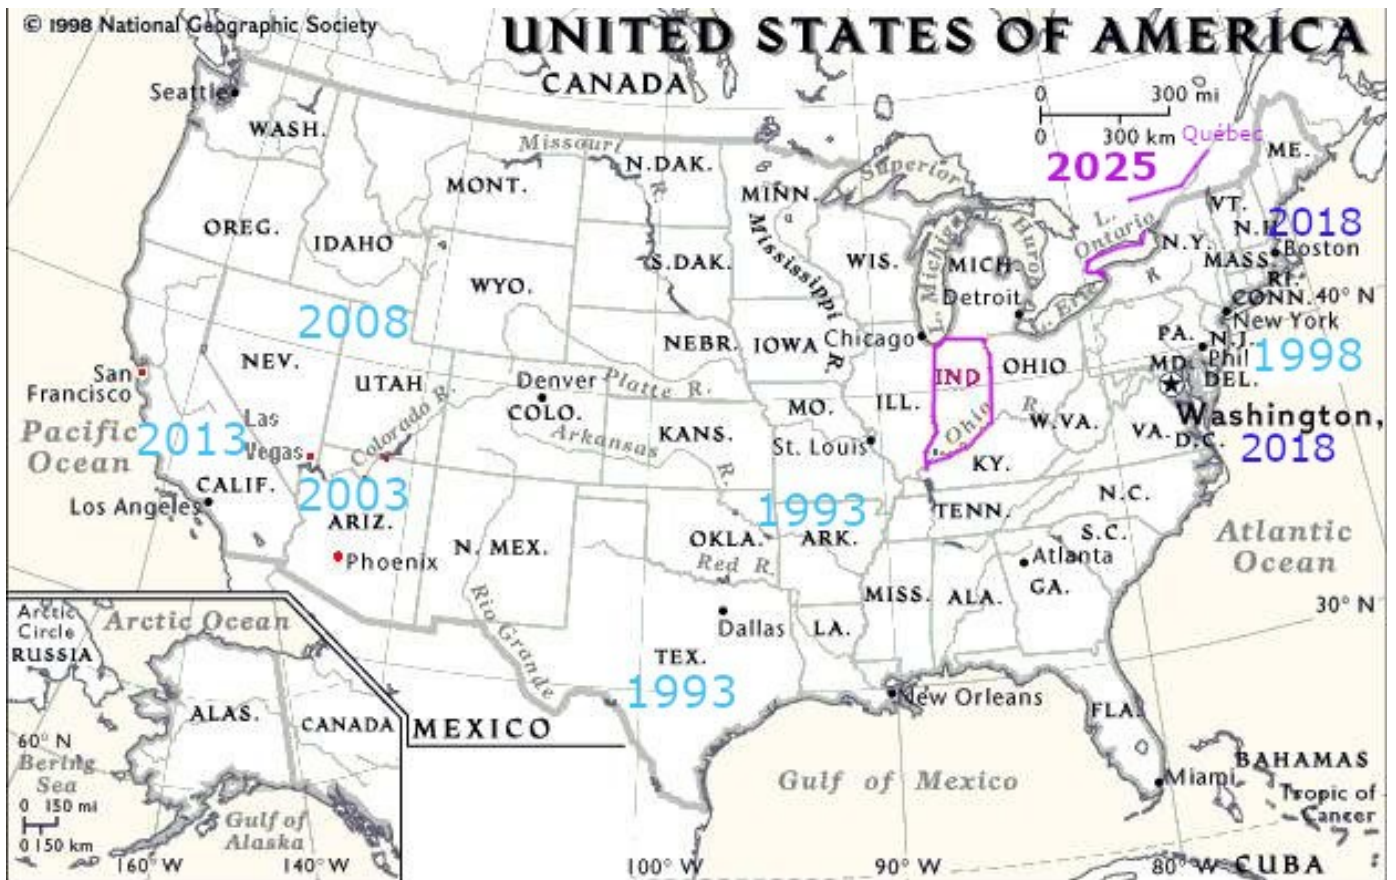 © 1998 National Geographic Society
UNITED STATES OF AMERICA
CANADA
0 300 mi
0 300 km
Québec
2025
Seattle
WASH.
Missouri
R.
N.DAK.
MINN.
Superior
ME.
MONT.
VT.
N.H.
2018
OREG.
IDAHO
S.DAK.
Mississippi R.
WIS.
L. Michigan
MICH.
L. Huron
L. Ontario
N.Y.
Boston
MASS
R.I.
CONN.
40° N
WYO.
Detroit
L. Erie
R
New York
2008
NEBR.
IOWA
Chicago
PA.
N.J.
Phil
1998
NEV.
UTAH
Denver
Platte R.
IND
OHIO
MD.
DEL.
San
Francisco
COLO.
MO.
ILL.
Ohio
R.
W.VA.
Washington,
D.C.
VA.
2018
Pacific
Ocean
2013
Las
Vegas
Colorado R.
Arkansas
R.
KANS.
St. Louis
KY.
CALIF.
2003
1993
N.C.
Los Angeles
ARIZ.
TENN.
S.C.
Atlantic
Ocean
N. MEX.
OKLA.
ARK.
Red R.
Atlanta
GA.
Phoenix
Rio Grande
MISS.
ALA.
30° N
Dallas
LA.
TEX.
1993
New Orleans
FLA.
MEXICO
Gulf of Mexico
Miami
BAHAMAS
Tropic of
Cancer
CUBA
100° W
90° W
80° W
Arctic
Circle
RUSSIA
Arctic Ocean
ALAS.
CANADA
60° N
Bering
Sea
0 150 mi
0 150 km
Gulf of
Alaska
160° W
140° W